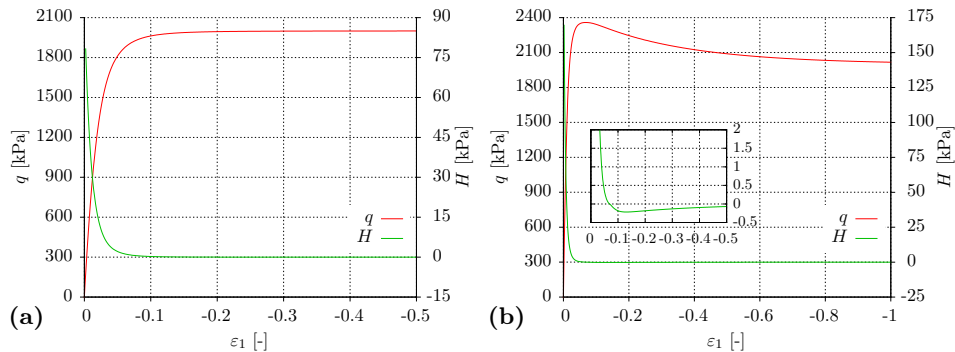 2100
1800
1500
1200
900
600
300
0
q [kPa]
90
75
60
45
30
15
0
-15
H [kPa]
q
H
0 -0.1 -0.2 -0.3 -0.4 -0.5
ε1 [-]
(a)
2400
2100
1800
1500
1200
900
600
300
0
q [kPa]
175
150
125
100
75
50
25
0
-25
H [kPa]
2
1.5
1
0.5
0
-0.5
0 -0.1 -0.2 -0.3 -0.4 -0.5
q
H
0 -0.2 -0.4 -0.6 -0.8 -1
ε1 [-]
(b)